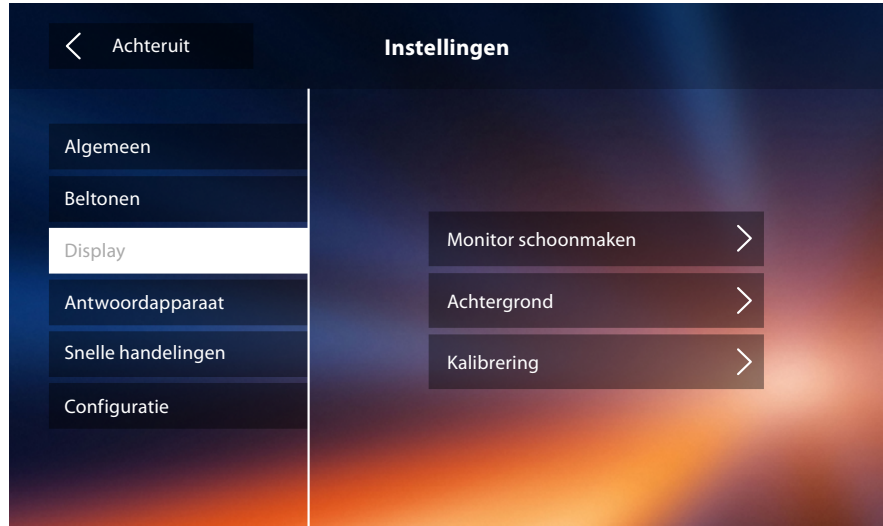 Achteruit
Instellingen
Algemeen
Beltonen
Display
Antwoordapparaat
Snelle handelingen
Configuratie
Monitor schoonmaken
Achtergrond
Kalibrering